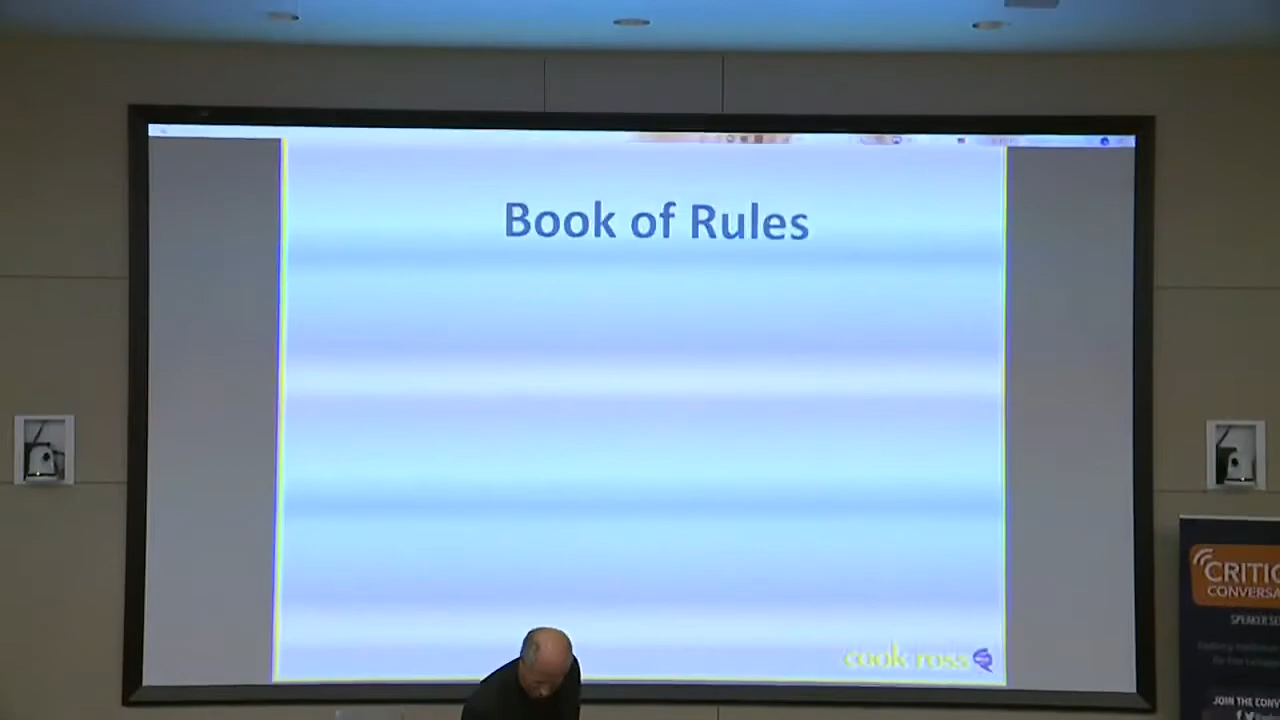 Book of Rules
cook ross
CRITIC
CONVERSA
SPEAKER SE
JOIN THE CONV